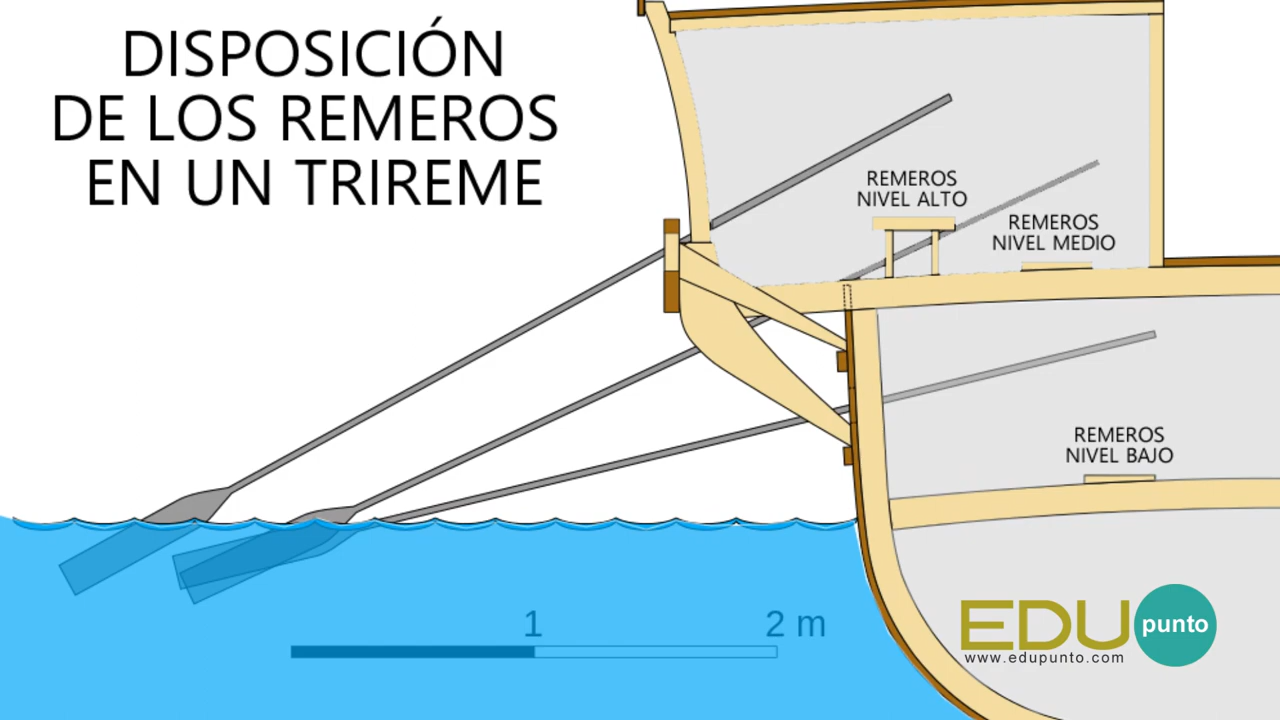 DISPOSICIÓN
DE LOS REMEROS
EN UN TRIREME
REMEROS
NIVEL ALTO
REMEROS
NIVEL MEDIO
REMEROS
NIVEL BAJO
1
2 m
EDU punto
www.edupunto.com